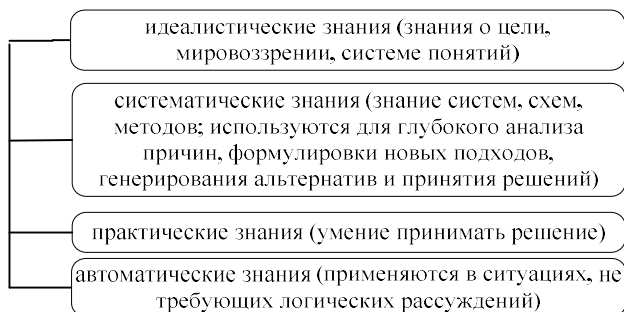 идеалистические знания (знания о цели,
мировоззрении, системе понятий)
систематические знания (знание систем, схем,
методов; используются для глубокого анализа
причин, формулировки новых подходов,
генерирования альтернатив и принятия решений)
практические знания (умение принимать решение)
автоматические знания (применяются в ситуациях, не
требующих логических рассуждений)